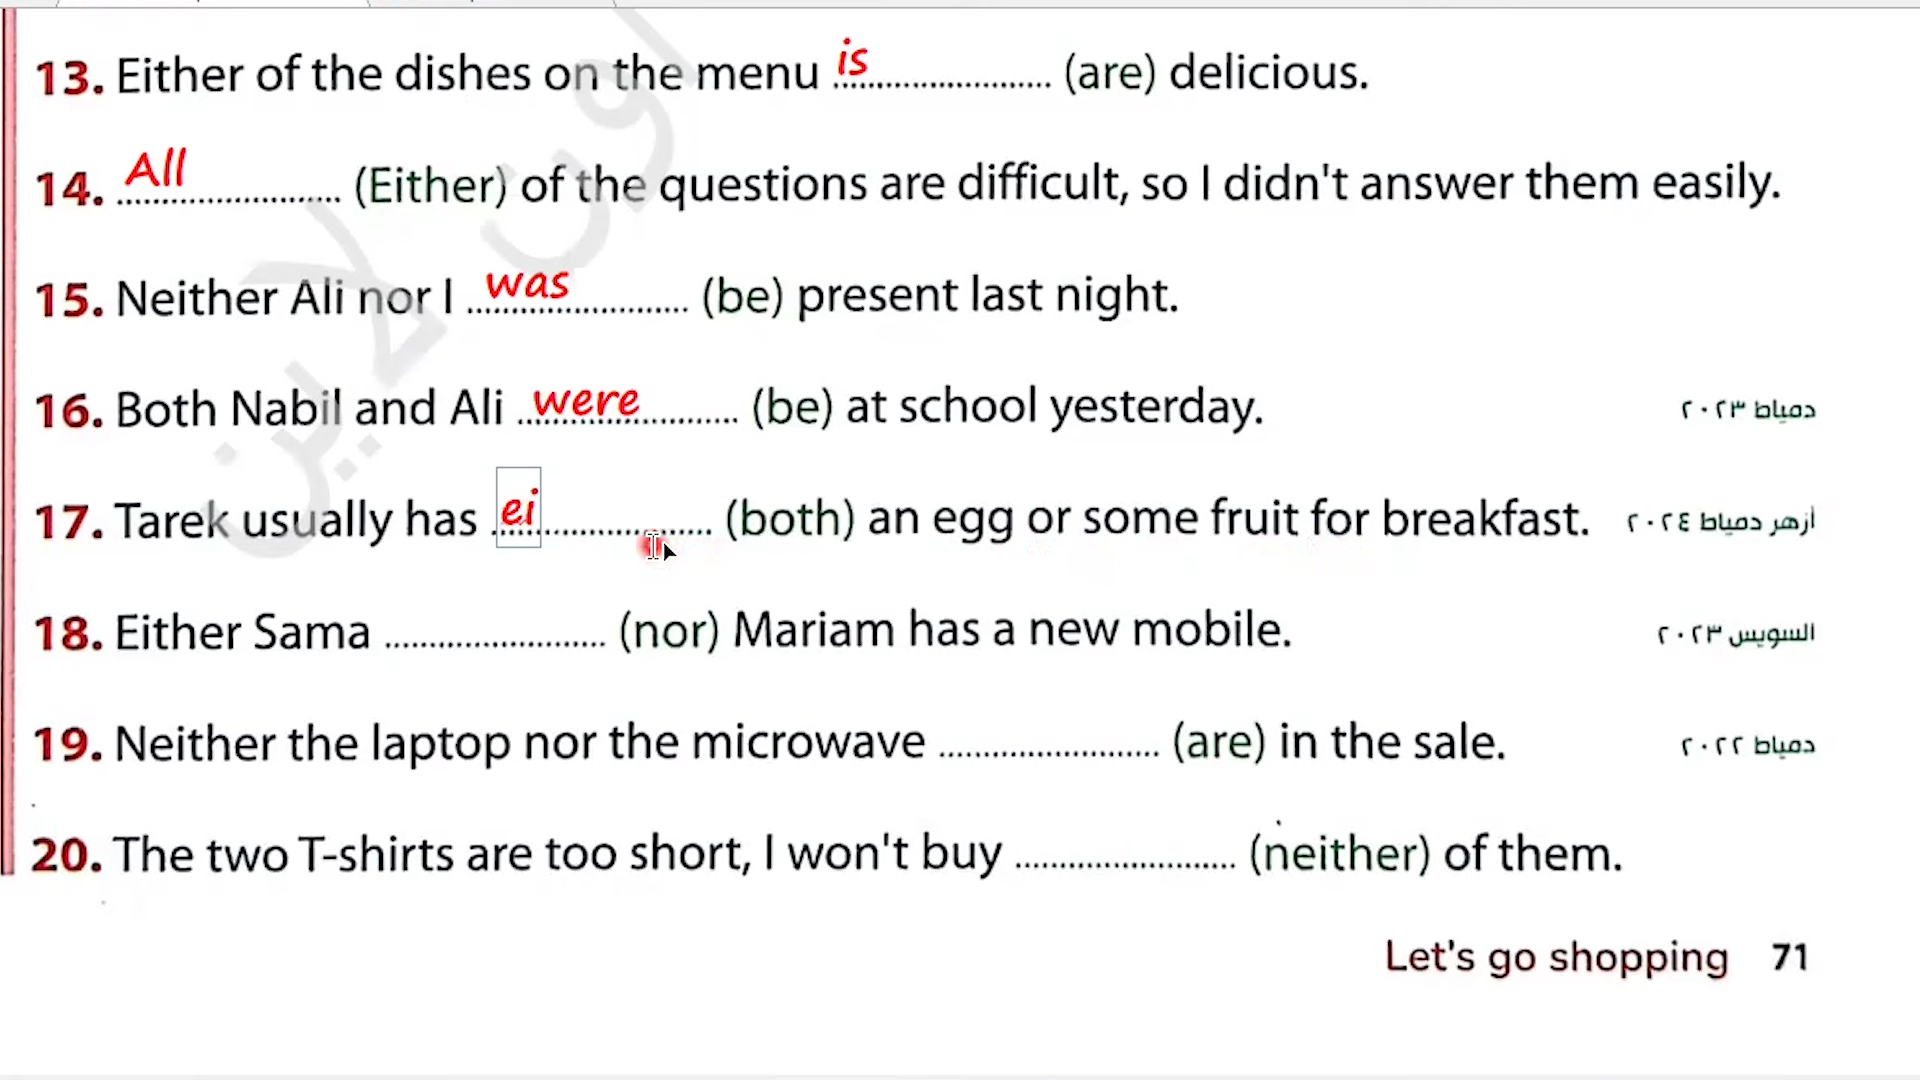 13. Either of the dishes on the menu is ........................ (are) delicious.
14. All ........................ (Either) of the questions are difficult, so I didn't answer them easily.
15. Neither Ali nor I was ........................ (be) present last night.
16. Both Nabil and Ali were ........................ (be) at school yesterday. دمياط ٢٠٢٣
17. Tarek usually has ei ........................ (both) an egg or some fruit for breakfast. أزهر دمياط ٢٠٢٤
18. Either Sama ........................ (nor) Mariam has a new mobile. السويس ٢٠٢٣
19. Neither the laptop nor the microwave ........................ (are) in the sale. دمياط ٢٠٢٢
20. The two T-shirts are too short, I won't buy ........................ (neither) of them.
Let's go shopping 71
اون لاين